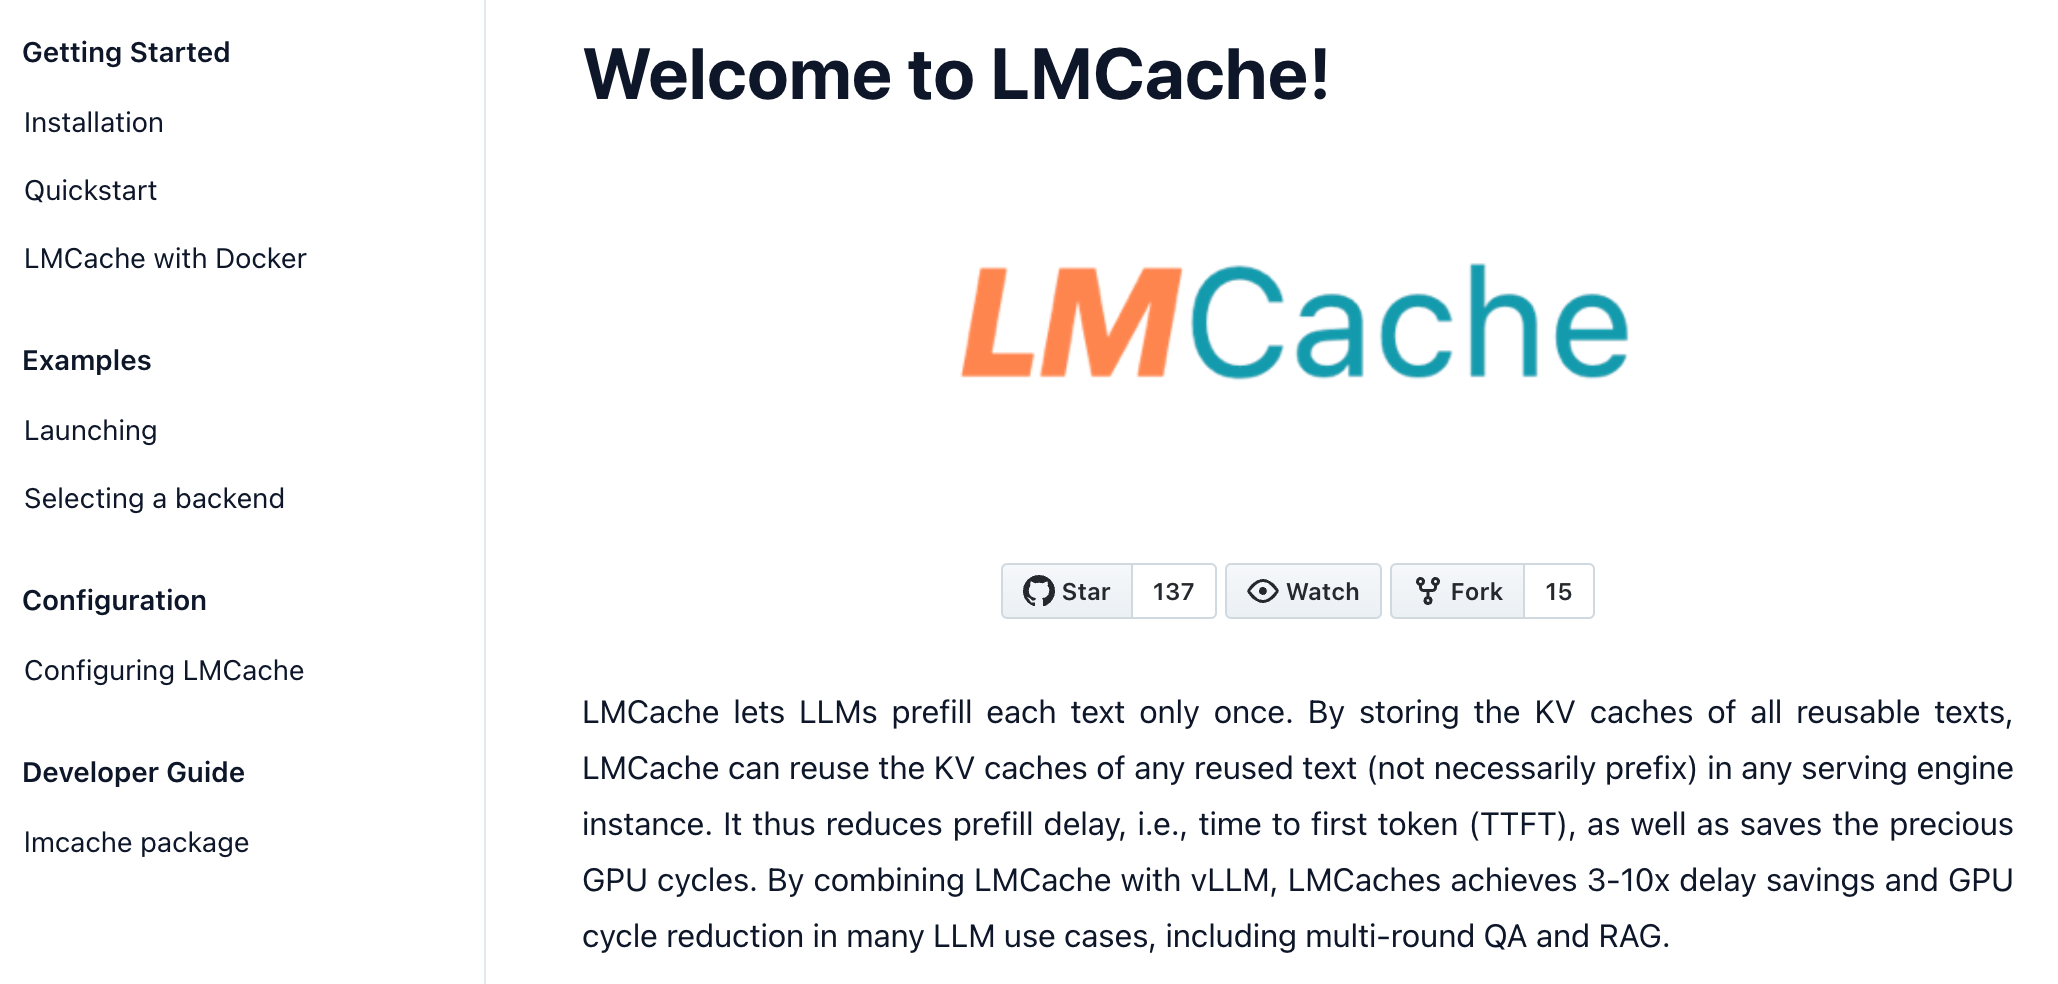 Getting Started
Installation
Quickstart
LMCache with Docker
Examples
Launching
Selecting a backend
Configuration
Configuring LMCache
Developer Guide
lmcache package
Welcome to LMCache!
LMCache
Star 137 Watch Fork 15
LMCache lets LLMs prefill each text only once. By storing the KV caches of all reusable texts,
LMCache can reuse the KV caches of any reused text (not necessarily prefix) in any serving engine
instance. It thus reduces prefill delay, i.e., time to first token (TTFT), as well as saves the precious
GPU cycles. By combining LMCache with vLLM, LMCaches achieves 3-10x delay savings and GPU
cycle reduction in many LLM use cases, including multi-round QA and RAG.